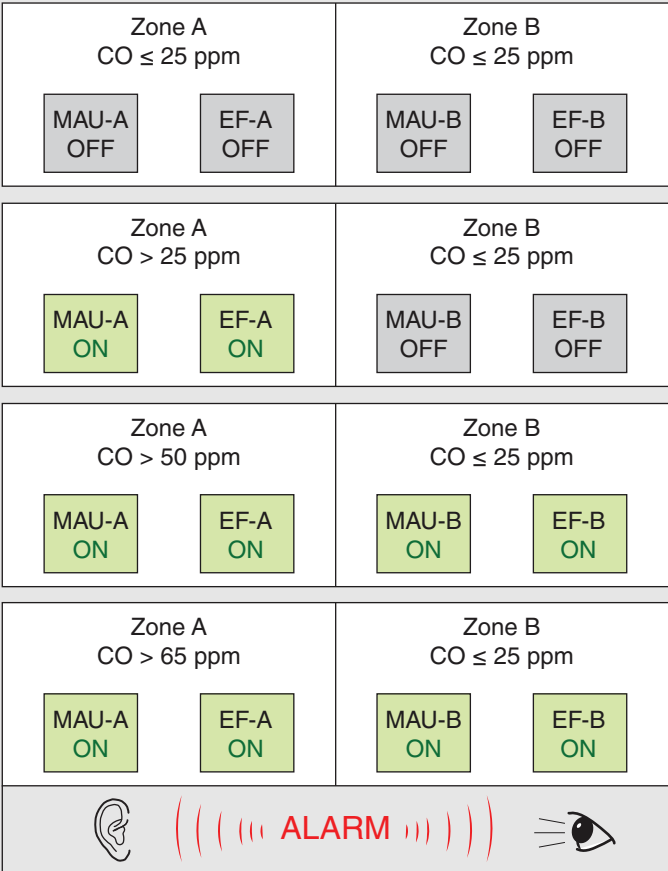 Zone A
CO ≤ 25 ppm
MAU-A
OFF
EF-A
OFF
Zone B
CO ≤ 25 ppm
MAU-B
OFF
EF-B
OFF
Zone A
CO > 25 ppm
MAU-A
ON
EF-A
ON
Zone B
CO ≤ 25 ppm
MAU-B
OFF
EF-B
OFF
Zone A
CO > 50 ppm
MAU-A
ON
EF-A
ON
Zone B
CO ≤ 25 ppm
MAU-B
ON
EF-B
ON
Zone A
CO > 65 ppm
MAU-A
ON
EF-A
ON
Zone B
CO ≤ 25 ppm
MAU-B
ON
EF-B
ON
ALARM